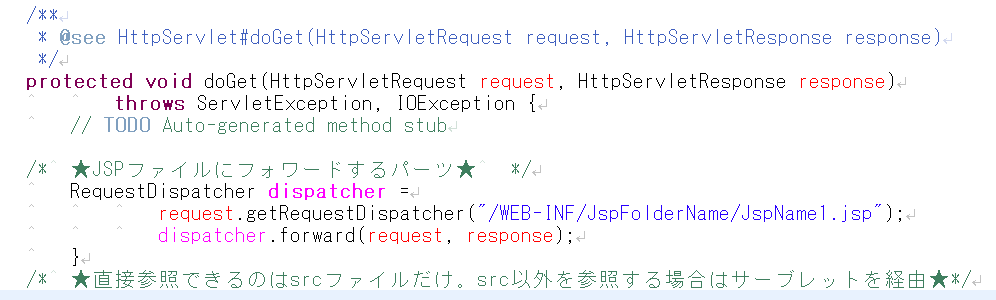 /**
 * @see HttpServlet#doGet(HttpServletRequest request, HttpServletResponse response)
 */
protected void doGet(HttpServletRequest request, HttpServletResponse response)
throws ServletException, IOException {
// TODO Auto-generated method stub
/* ★JSPファイルにフォワードするパーツ★ */
RequestDispatcher dispatcher =
request.getRequestDispatcher("/WEB-INF/JspFolderName/JspName1.jsp");
dispatcher.forward(request, response);
}
/* ★直接参照できるのはsrcファイルだけ。src以外を参照する場合はサーブレットを経由★*/